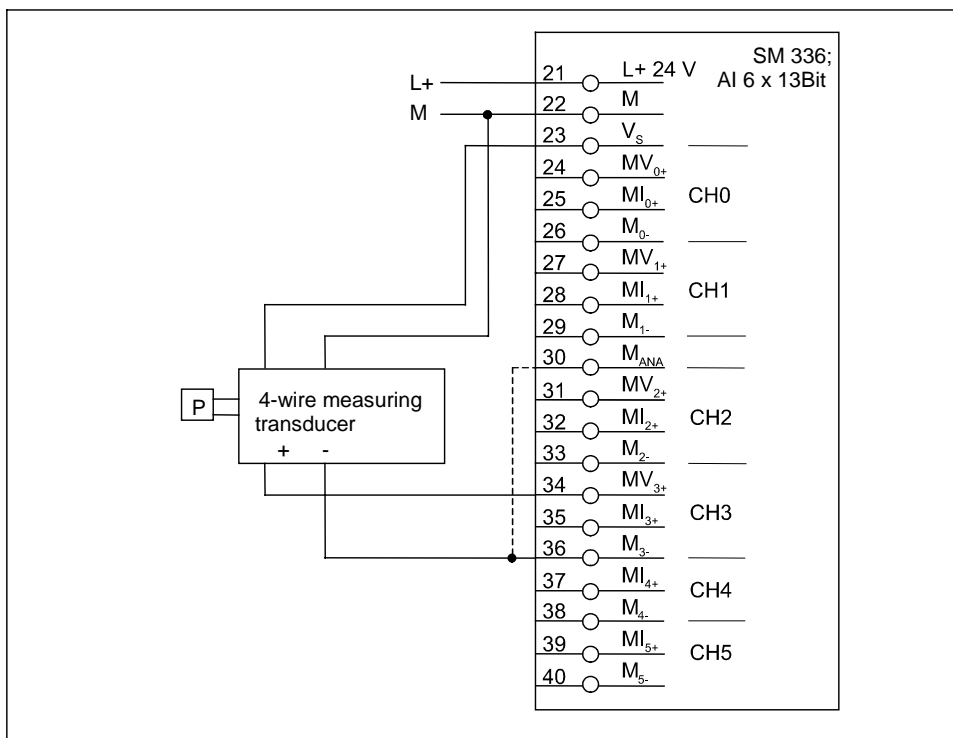 SM 336;
AI 6 x 13Bit
L+ 21 L+ 24 V
M 22 M
23 VS
24 MV0+
25 MI0+ CH0
26 M0-
27 MV1+
28 MI1+ CH1
29 M1-
30 MANA
31 MV2+
32 MI2+ CH2
33 M2-
34 MV3+
35 MI3+ CH3
36 M3-
37 MI4+ CH4
38 M4-
39 MI5+ CH5
40 M5-
P
4-wire measuring
transducer
+ -